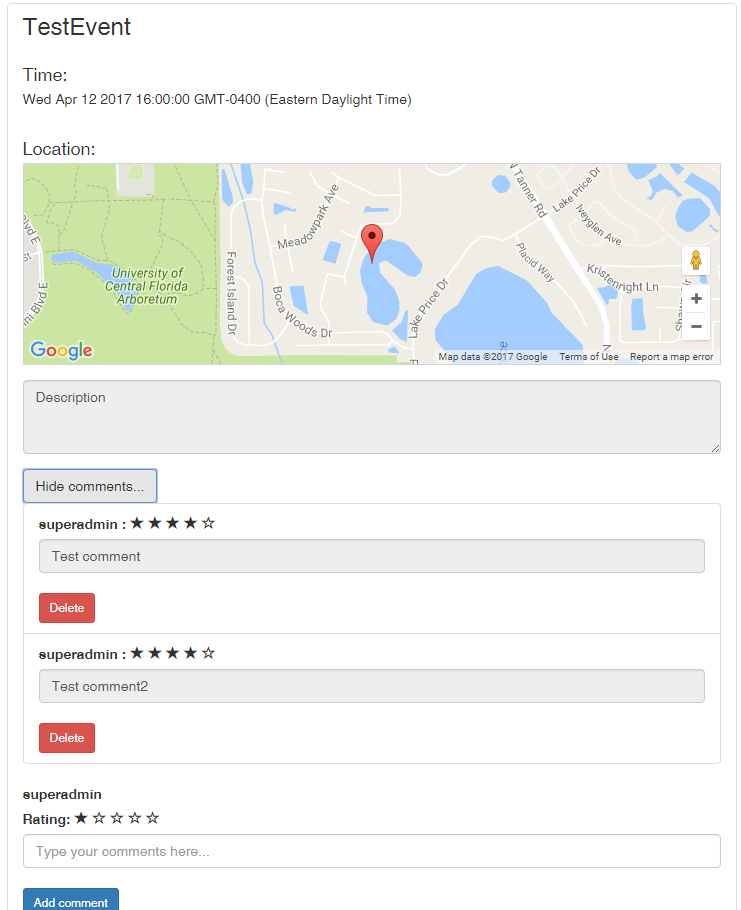 TestEvent
Time:
Wed Apr 12 2017 16:00:00 GMT-0400 (Eastern Daylight Time)
Location:
N Tanner Rd
Lake Price Dr
Iveyglen Ave
Meadowpark Ave
Placid Way
Kristenright Ln
University of
Central Florida
Arboretum
Forest Island Dr
Boca Woods Dr
Lake Price Dr
Google
Map data ©2017 Google Terms of Use Report a map error
Description
Hide comments...
superadmin : ★ ★ ★ ★ ☆
Test comment
Delete
superadmin : ★ ★ ★ ★ ☆
Test comment2
Delete
superadmin
Rating: ★ ☆ ☆ ☆ ☆
Type your comments here...
Add comment